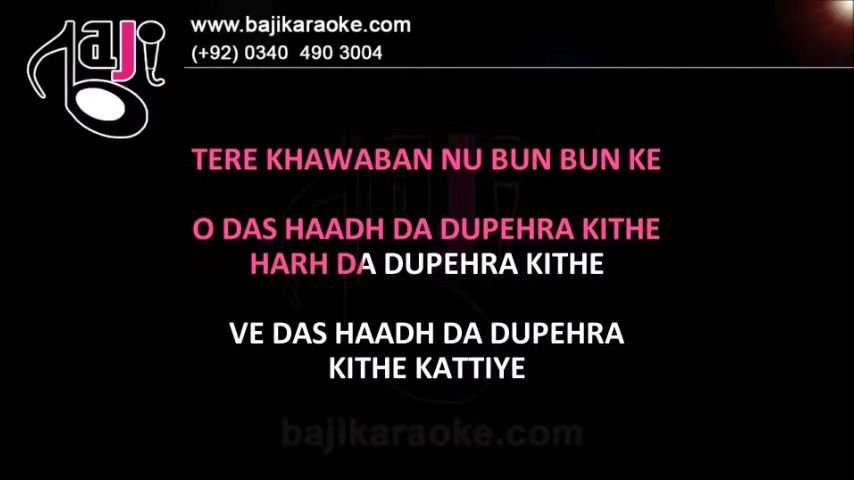 Baji
www.bajikaraoke.com
(+92) 0340 490 3004
TERE KHAWABAN NU BUN BUN KE
O DAS HAADH DA DUPEHRA KITHE
HARH DA DUPEHRA KITHE
VE DAS HAADH DA DUPEHRA
KITHE KATTIYE
bajikaraoke.com